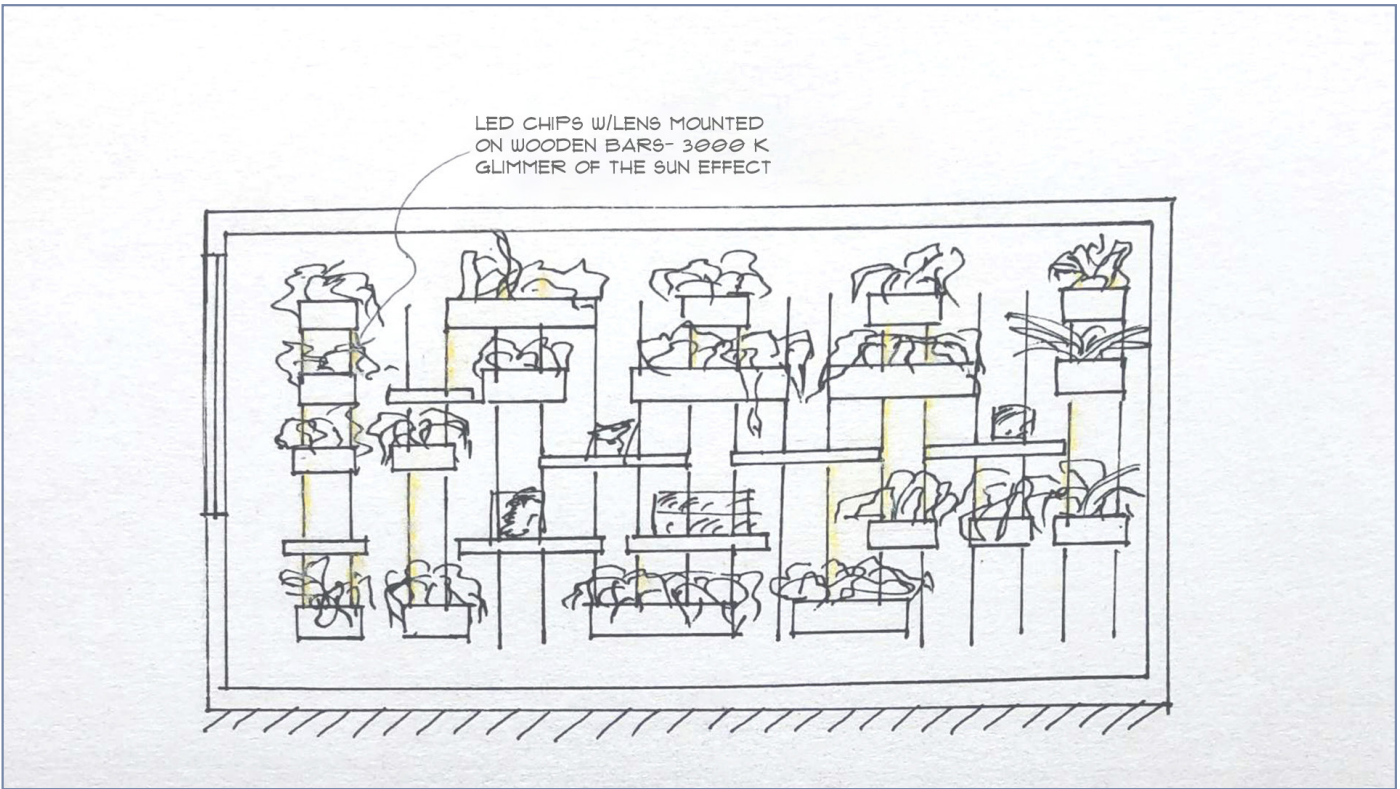 LED CHIPS W/LENS MOUNTED
ON WOODEN BARS- 3000 K
GLIMMER OF THE SUN EFFECT